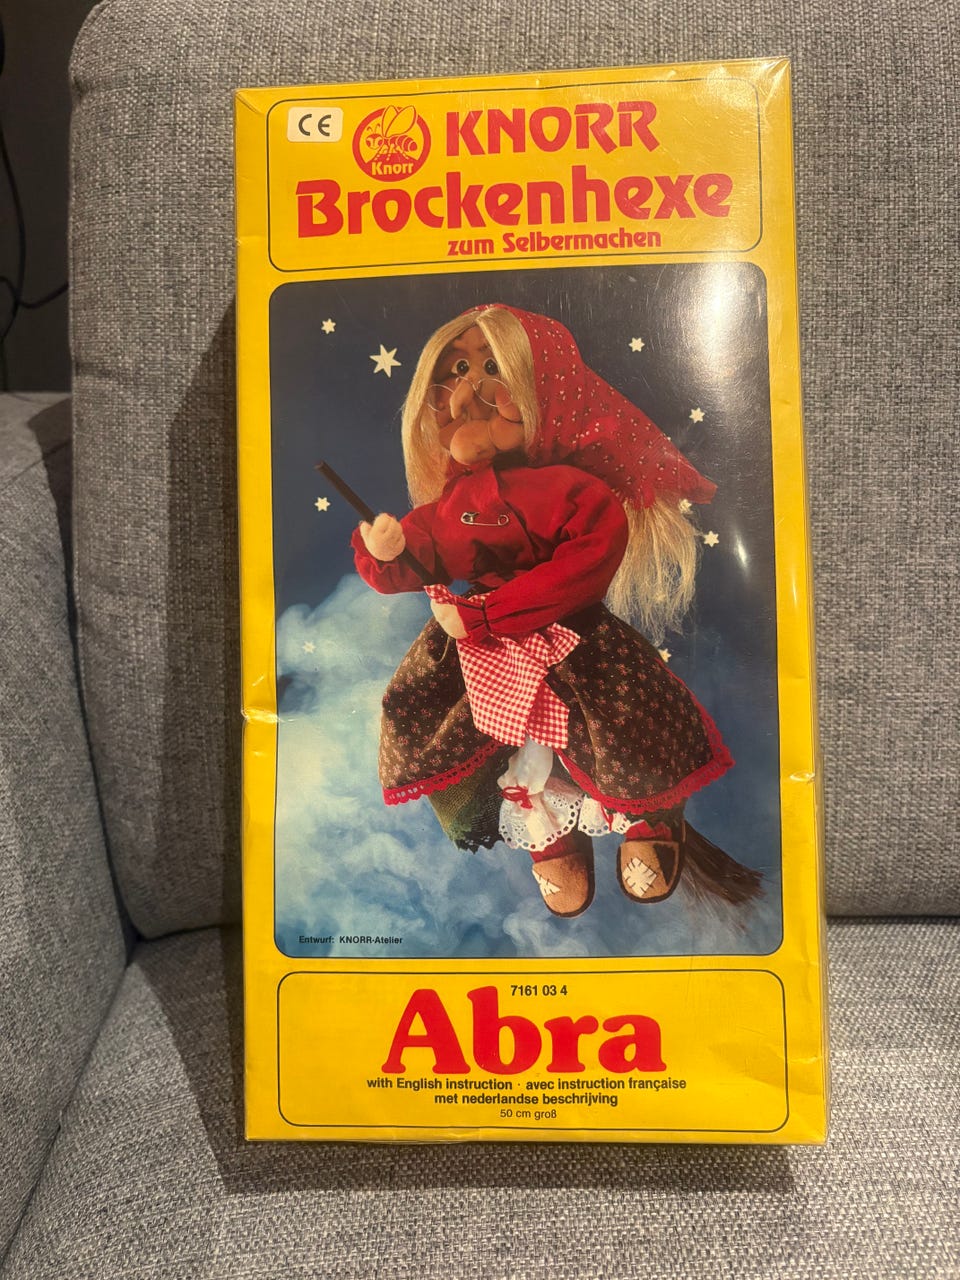 CE
Knorr
KNORR
Brockenhexe
zum Selbermachen
Entwurf: KNORR-Atelier
7161 03 4
Abra
with English instruction · avec instruction française
met nederlandse beschrijving
50 cm groß